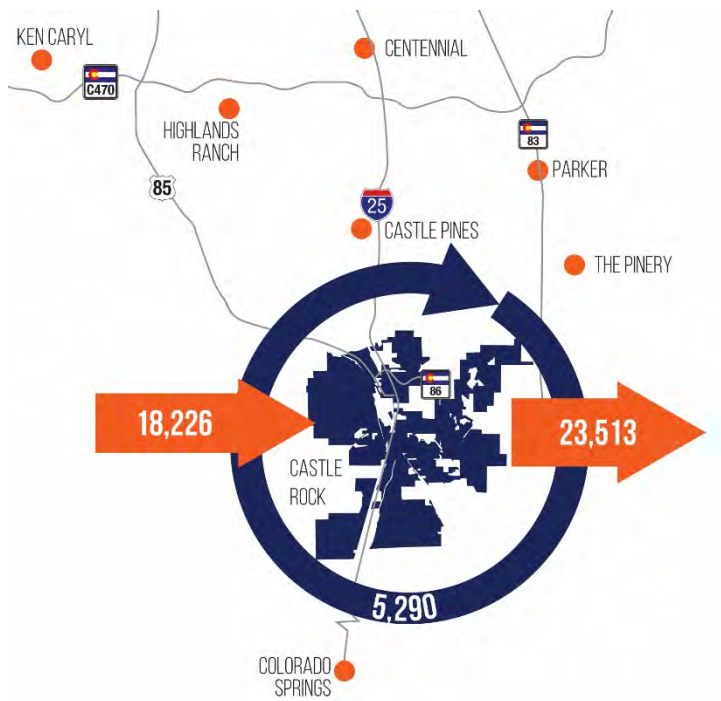 KEN CARYL
CENTENNIAL
C470
HIGHLANDS
RANCH
83
PARKER
85
25
CASTLE PINES
THE PINERY
86
18,226
23,513
CASTLE
ROCK
5,290
COLORADO
SPRINGS